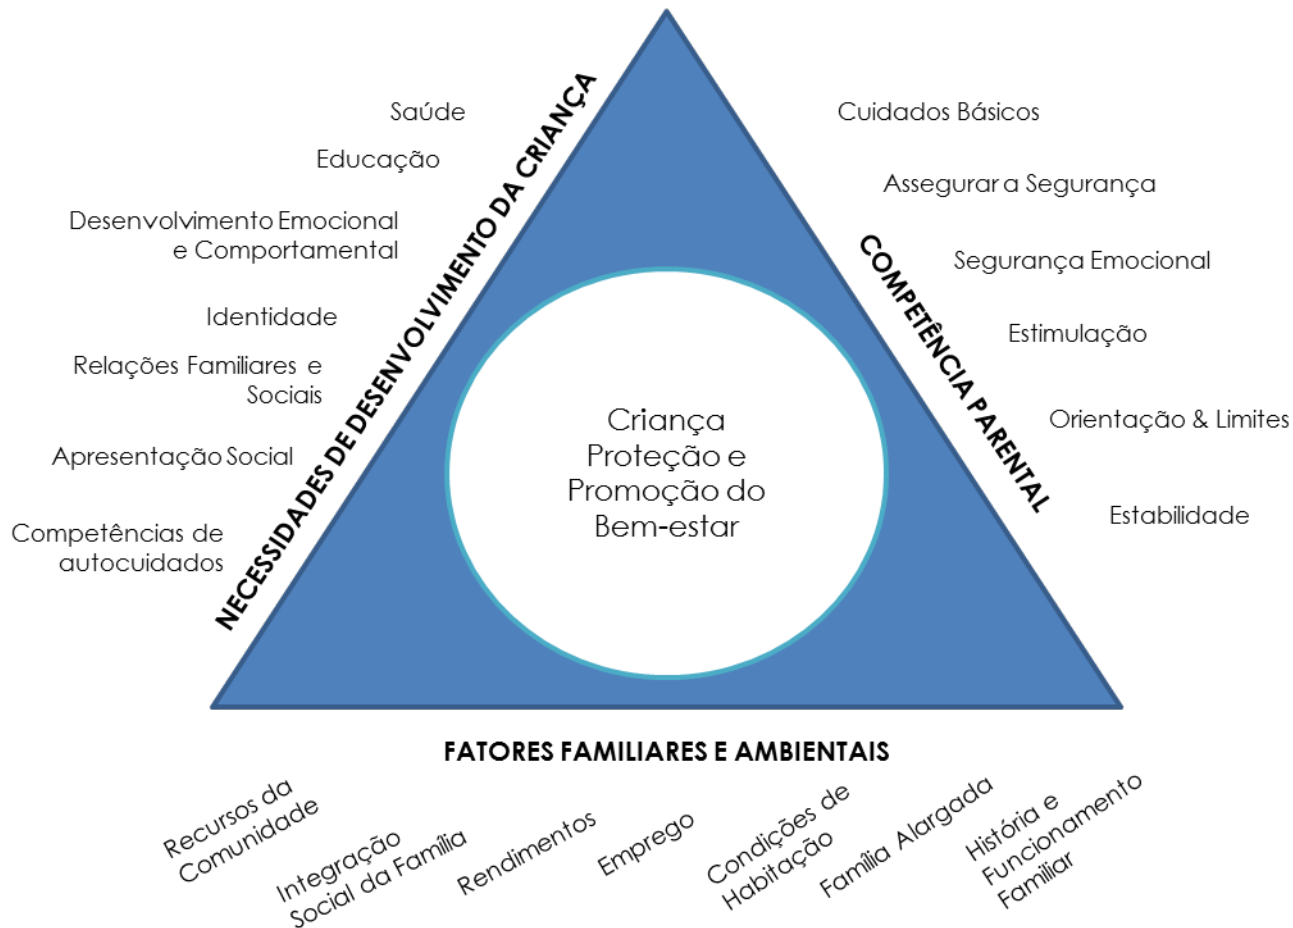 Saúde
Educação
Desenvolvimento Emocional
e Comportamental
Identidade
Relações Familiares e
Sociais
Apresentação Social
Competências de
autocuidados
NECESSIDADES DE DESENVOLVIMENTO DA CRIANÇA
Criança
Proteção e
Promoção do
Bem-estar
COMPETÊNCIA PARENTAL
Cuidados Básicos
Assegurar a Segurança
Segurança Emocional
Estimulação
Orientação & Limites
Estabilidade
FATORES FAMILIARES E AMBIENTAIS
Recursos da
Comunidade
Integração
Social da Família
Rendimentos
Emprego
Condições de
Habitação
Família Alargada
História e
Funcionamento
Familiar